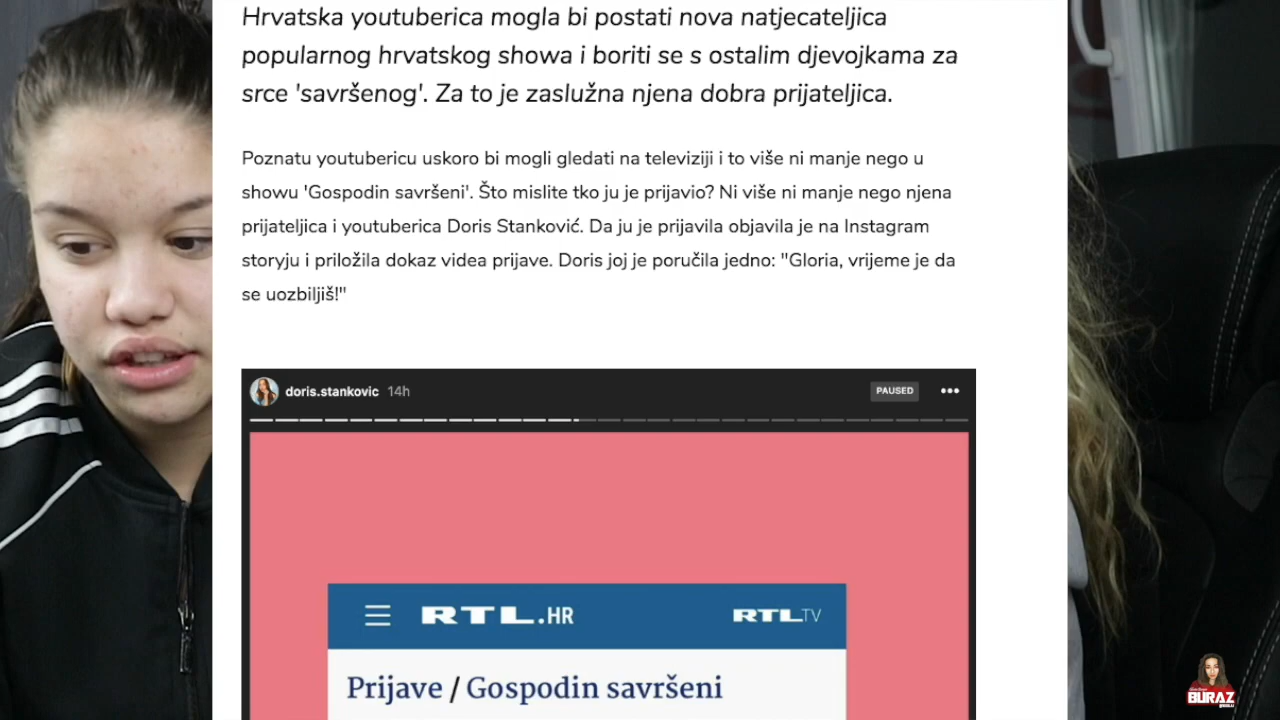 Hrvatska youtuberica mogla bi postati nova natjecateljica
popularnog hrvatskog showa i boriti se s ostalim djevojkama za
srce 'savršenog'. Za to je zaslužna njena dobra prijateljica.
Poznatu youtubericu uskoro bi mogli gledati na televiziji i to više ni manje nego u
showu 'Gospodin savršeni'. Što mislite tko ju je prijavio? Ni više ni manje nego njena
prijateljica i youtuberica Doris Stanković. Da ju je prijavila objavila je na Instagram
storyju i priložila dokaz videa prijave. Doris joj je poručila jedno: "Gloria, vrijeme je da
se uozbiljiš!"
doris.stankovic 14h PAUSED
RTL.HR RTLTV
Prijave / Gospodin savršeni
BURAZ